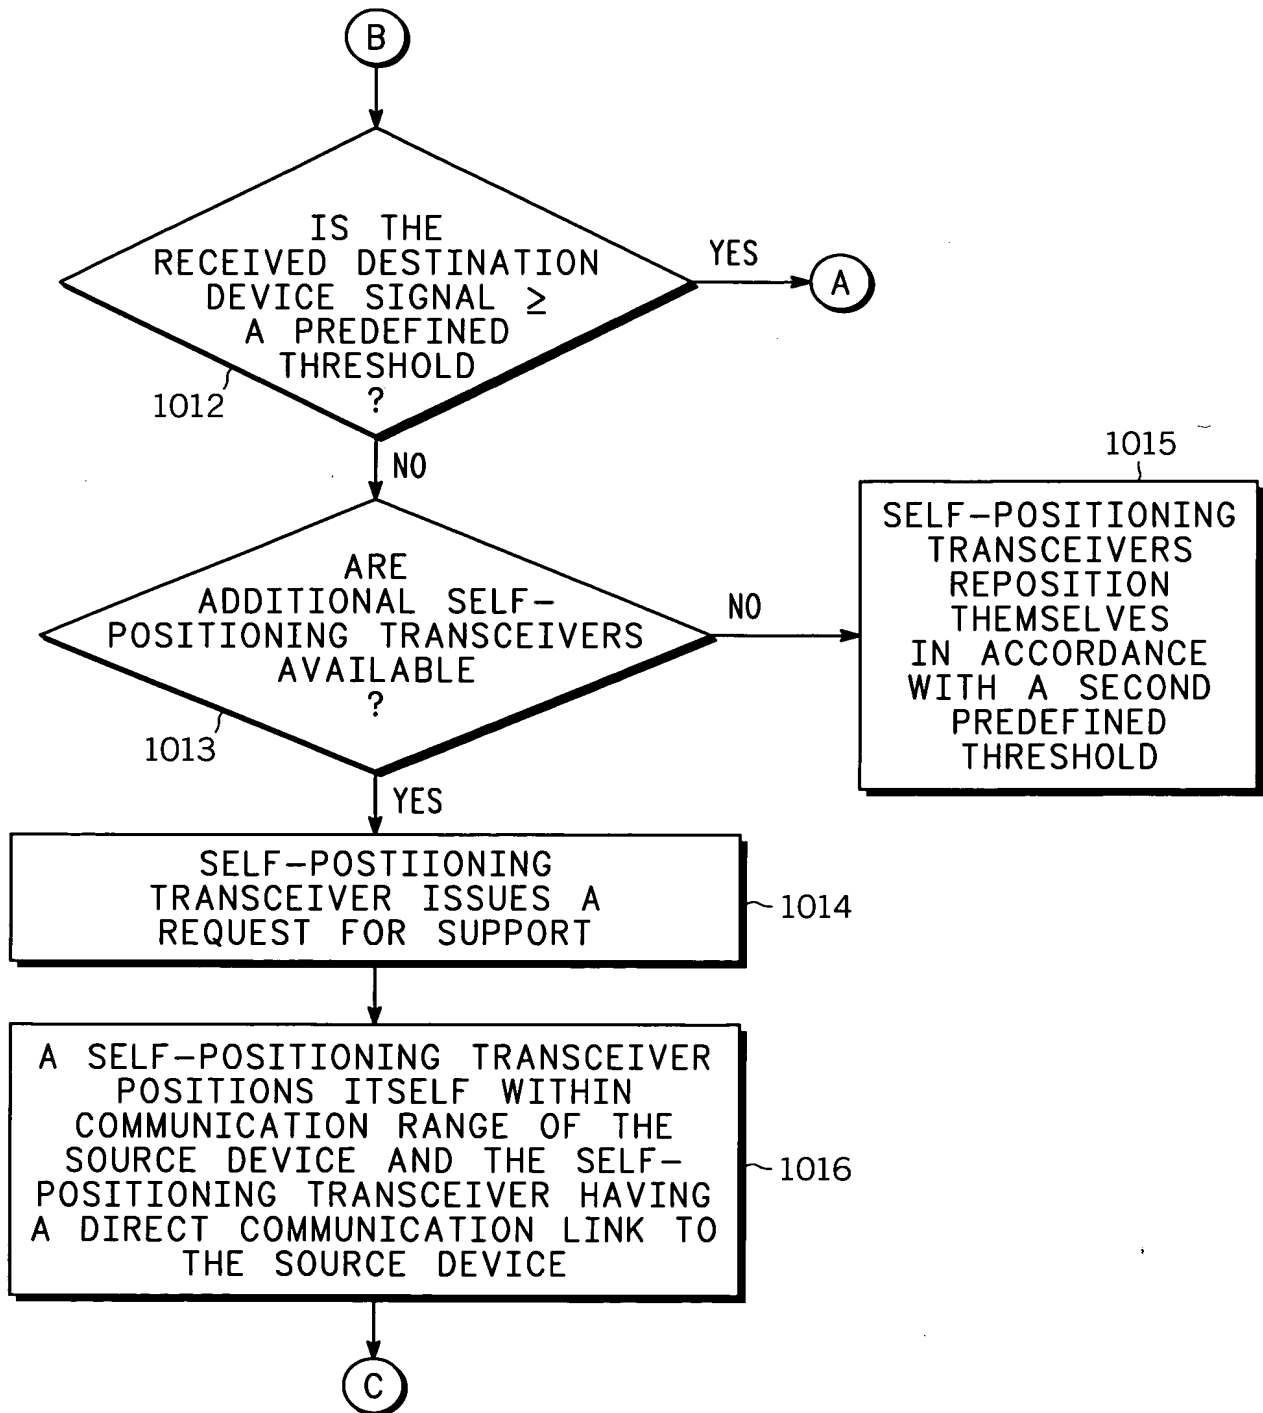 B
IS THE
RECEIVED DESTINATION
DEVICE SIGNAL ≥
A PREDEFINED
THRESHOLD
?
YES
A
1012
NO
1015
SELF-POSITIONING
TRANSCEIVERS
REPOSITION
THEMSELVES
IN ACCORDANCE
WITH A SECOND
PREDEFINED
THRESHOLD
ARE
ADDITIONAL SELF-
POSITIONING TRANSCEIVERS
AVAILABLE
?
NO
1013
YES
SELF-POSTIIONING
TRANSCEIVER ISSUES A
REQUEST FOR SUPPORT
1014
A SELF-POSITIONING TRANSCEIVER
POSITIONS ITSELF WITHIN
COMMUNICATION RANGE OF THE
SOURCE DEVICE AND THE SELF-
POSITIONING TRANSCEIVER HAVING
A DIRECT COMMUNICATION LINK TO
THE SOURCE DEVICE
1016
C